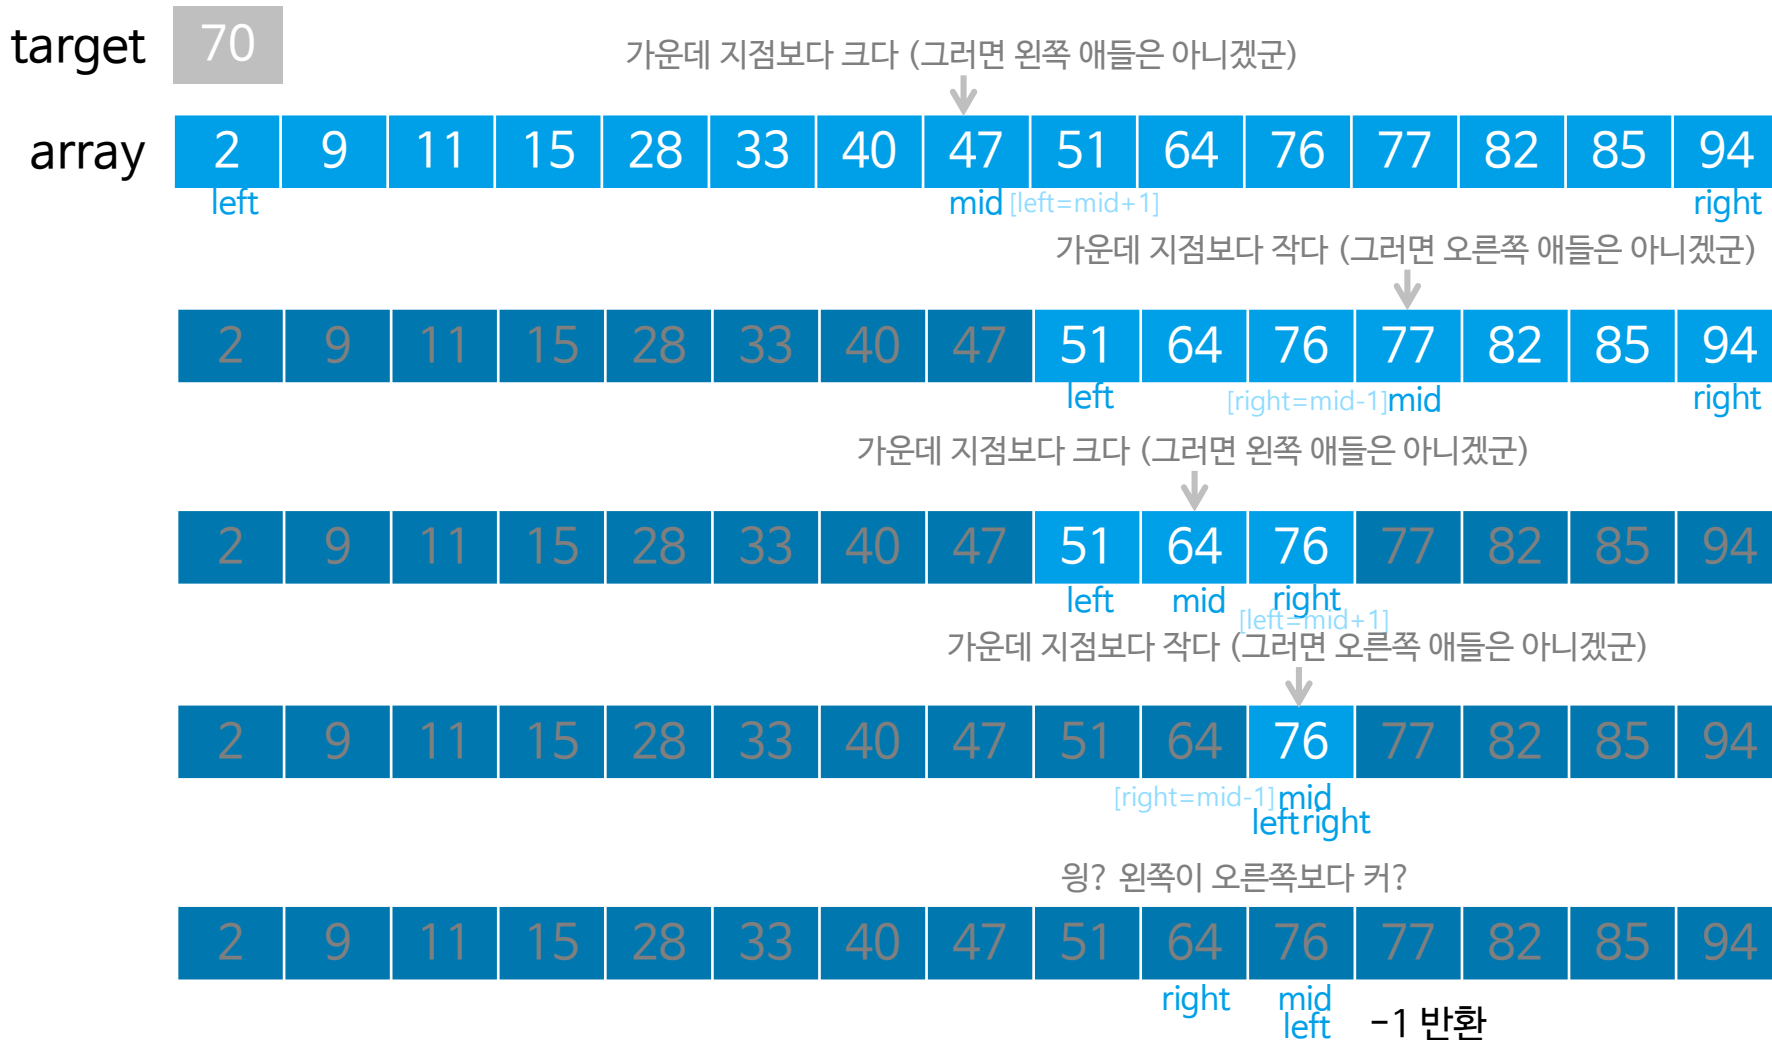 target 70
가운데 지점보다 크다 (그러면 왼쪽 애들은 아니겠군)
array 2 9 11 15 28 33 40 47 51 64 76 77 82 85 94
left mid [left=mid+1] right
가운데 지점보다 작다 (그러면 오른쪽 애들은 아니겠군)
2 9 11 15 28 33 40 47 51 64 76 77 82 85 94
left [right=mid-1] mid right
가운데 지점보다 크다 (그러면 왼쪽 애들은 아니겠군)
2 9 11 15 28 33 40 47 51 64 76 77 82 85 94
left mid right
[left=mid+1]
가운데 지점보다 작다 (그러면 오른쪽 애들은 아니겠군)
2 9 11 15 28 33 40 47 51 64 76 77 82 85 94
[right=mid-1] mid
left right
읭? 왼쪽이 오른쪽보다 커?
2 9 11 15 28 33 40 47 51 64 76 77 82 85 94
right mid
left -1 반환